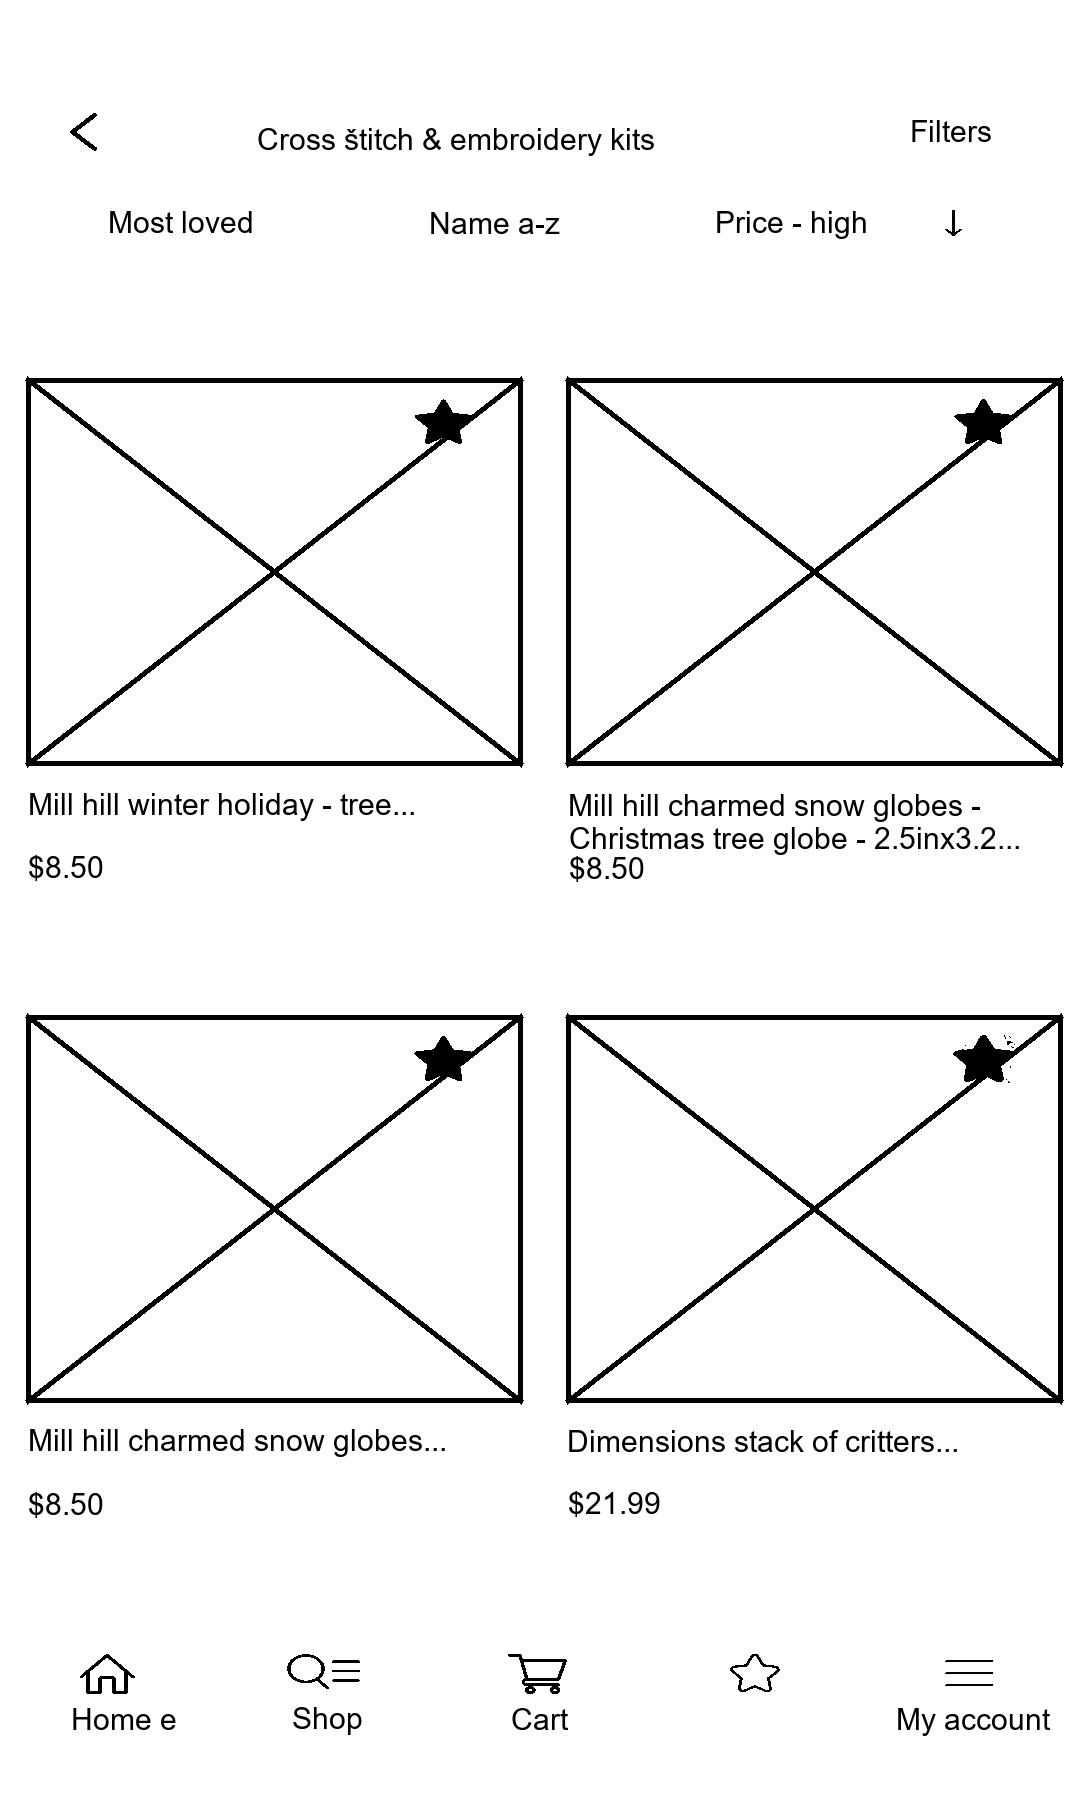 Cross štitch & embroidery kits
Filters
Most loved
Name a-z
Price - high
Mill hill winter holiday - tree...
$8.50
Mill hill charmed snow globes -
Christmas tree globe - 2.5inx3.2...
$8.50
Mill hill charmed snow globes...
$8.50
Dimensions stack of critters...
$21.99
Home e
Shop
Cart
My account